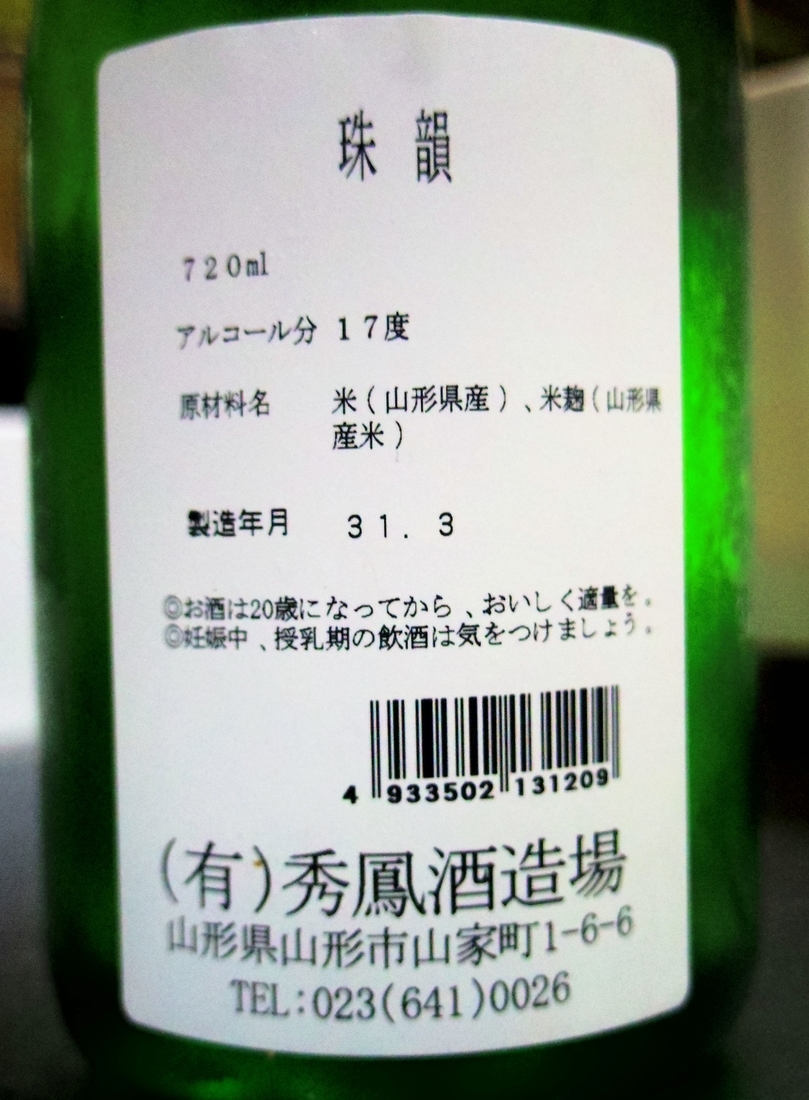 珠韻
720ml
アルコール分 17度
原材料名 米(山形県産)、米麹(山形県
産米)
製造年月 31. 3
◎お酒は20歳になってから、おいしく適量を。
◎妊娠中、授乳期の飲酒は気をつけましょう。
4 933502 131209
(有)秀鳳酒造場
山形県山形市山家町1-6-6
TEL:023(641)0026